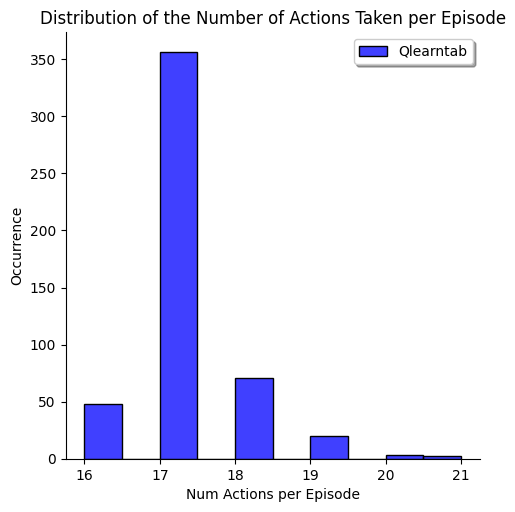 Distribution of the Number of Actions Taken per Episode
Qlearntab
Occurrence
350
300
250
200
150
100
50
0
16 17 18 19 20 21
Num Actions per Episode